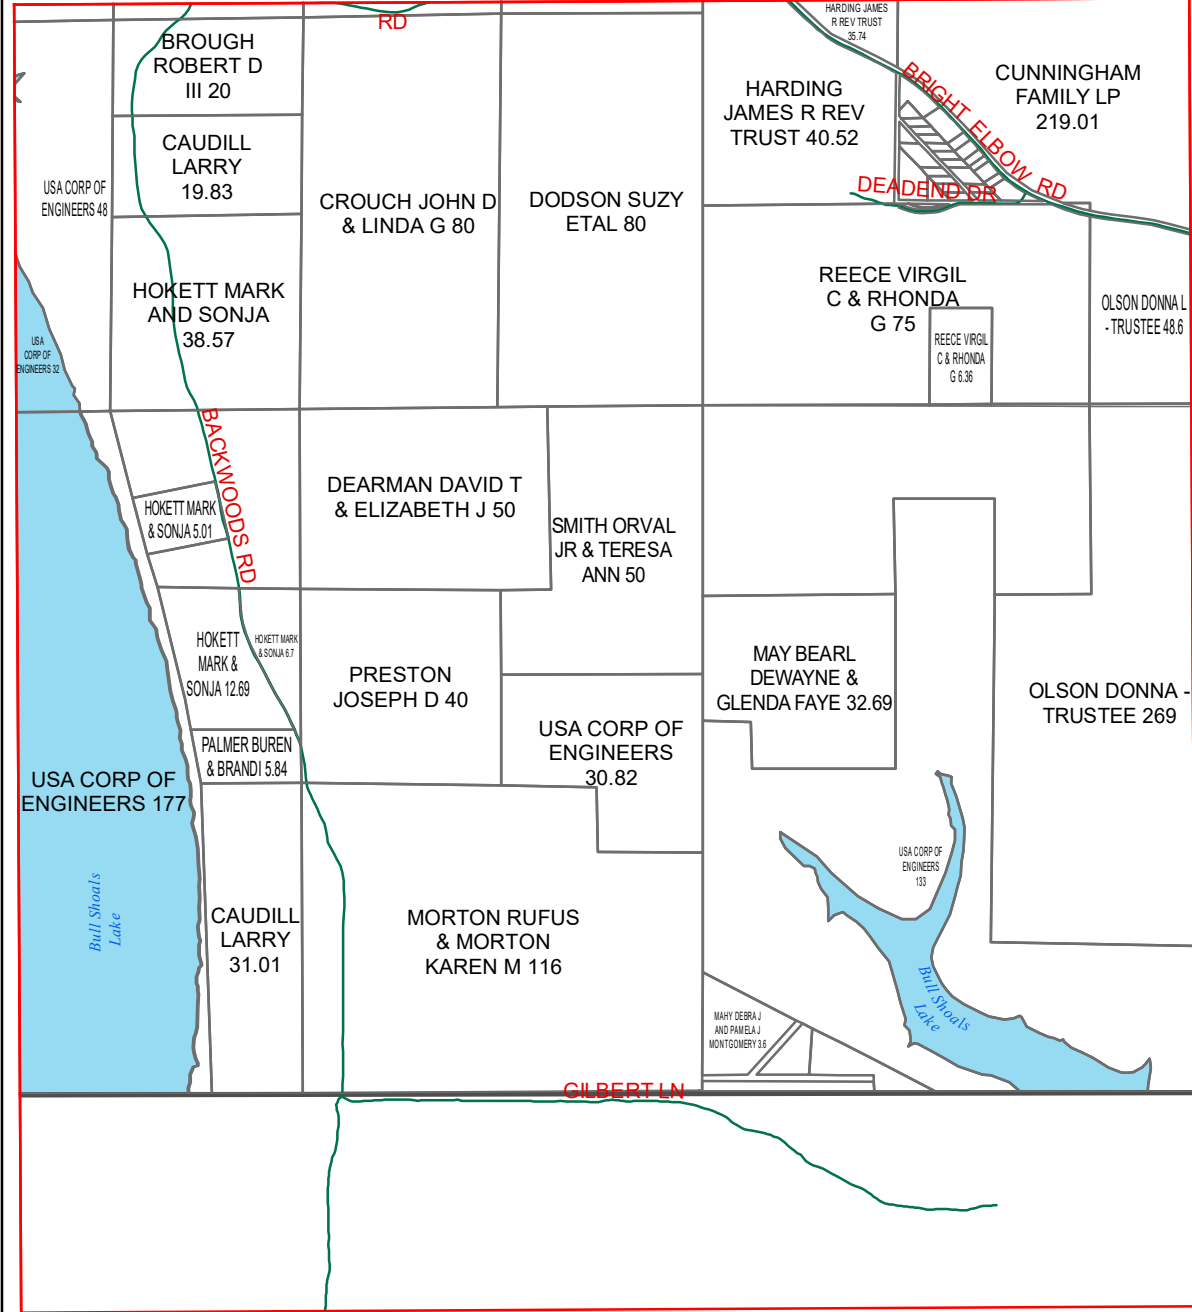 RD
HARDING JAMES
R REV TRUST
35.74
BROUGH
ROBERT D
III 20
HARDING
JAMES R REV
TRUST 40.52
BRIGHT ELBOW RD
CUNNINGHAM
FAMILY LP
219.01
CAUDILL
LARRY
19.83
USA CORP OF
ENGINEERS 48
CROUCH JOHN D
& LINDA G 80
DODSON SUZY
ETAL 80
DEADEND DR
HOKETT MARK
AND SONJA
38.57
REECE VIRGIL
C & RHONDA
G 75
OLSON DONNA L
- TRUSTEE 48.6
USA
CORP OF
ENGINEERS 32
REECE VIRGIL
C & RHONDA
G 6.36
BACKWOODS RD
DEARMAN DAVID T
& ELIZABETH J 50
HOKETT MARK
& SONJA 5.01
SMITH ORVAL
JR & TERESA
ANN 50
HOKETT
MARK &
SONJA 12.69
HOKETT MARK
& SONJA 6.7
PRESTON
JOSEPH D 40
MAY BEARL
DEWAYNE &
GLENDA FAYE 32.69
OLSON DONNA -
TRUSTEE 269
PALMER BUREN
& BRANDI 5.84
USA CORP OF
ENGINEERS
30.82
USA CORP OF
ENGINEERS 177
USA CORP OF
ENGINEERS
133
Bull Shoals
Lake
CAUDILL
LARRY
31.01
MORTON RUFUS
& MORTON
KAREN M 116
Bull Shoals
Lake
MAHY DEBRA J
AND PAMELA J
MONTGOMERY 3.6
GILBERT LN